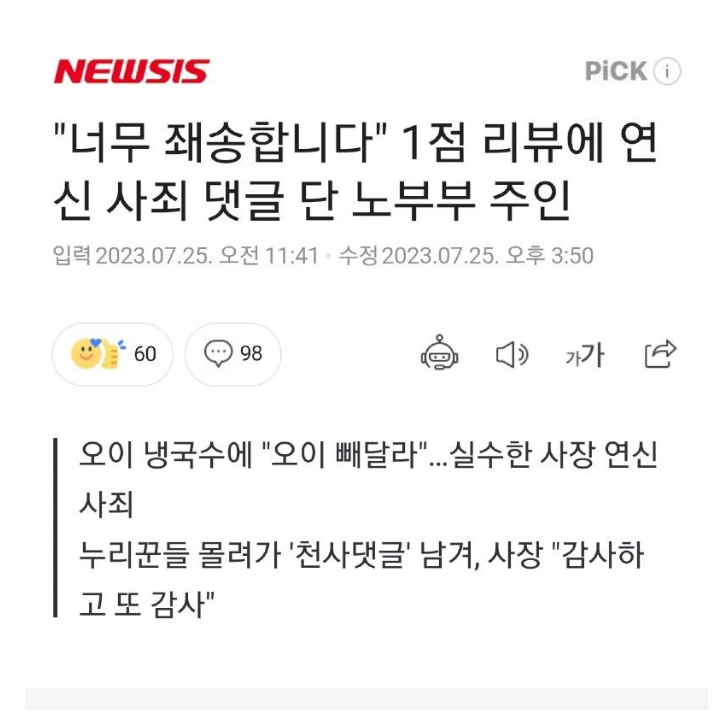 NEWSIS
PiCK i
"너무 좨송합니다" 1점 리뷰에 연
신 사죄 댓글 단 노부부 주인
입력 2023.07.25. 오전 11:41 · 수정 2023.07.25. 오후 3:50
60
98
가가
오이 냉국수에 "오이 빼달라"...실수한 사장 연신
사죄
누리꾼들 몰려가 '천사댓글' 남겨, 사장 "감사하
고 또 감사"